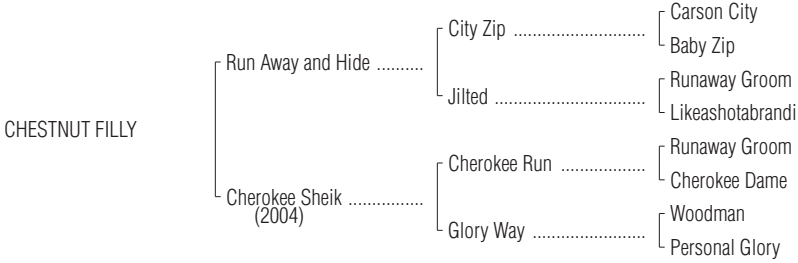 Carson City
City Zip ............................
Baby Zip
Run Away and Hide ..........
Runaway Groom
Jilted ................................
Likeashotabrandi
CHESTNUT FILLY
Runaway Groom
Cherokee Run ..................
Cherokee Dame
Cherokee Sheik ................
(2004)
Woodman
Glory Way ........................
Personal Glory